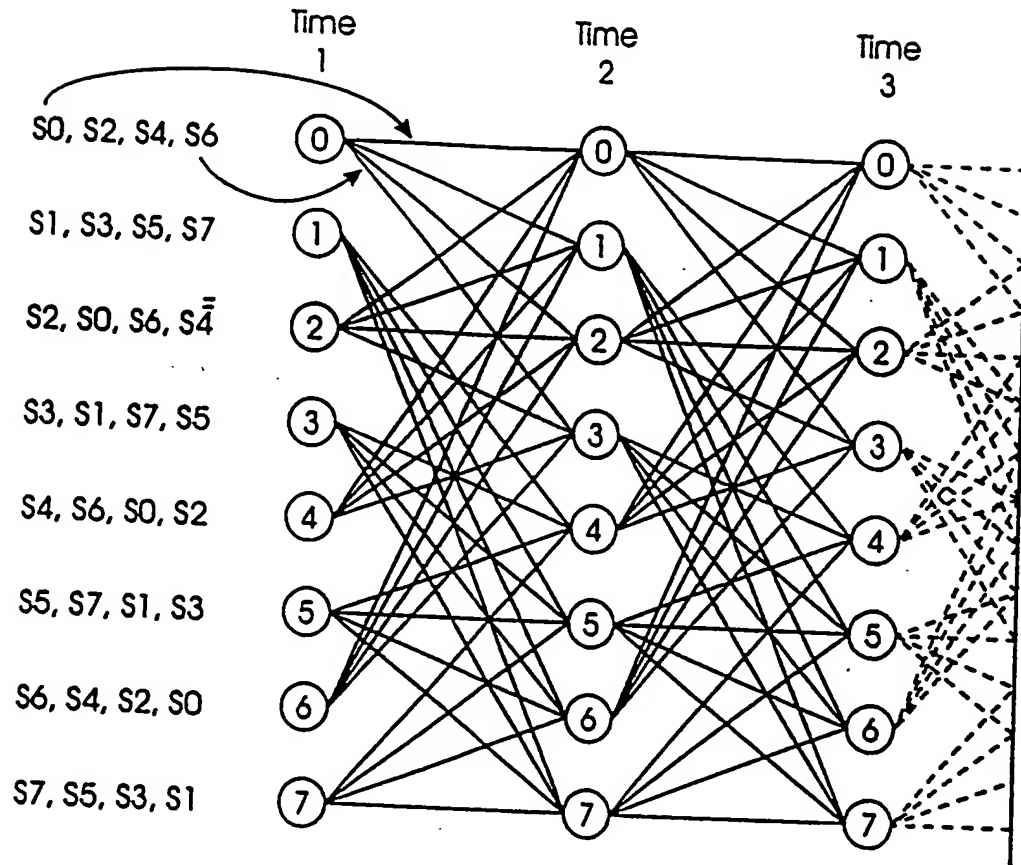 Time
1
Time
2
Time
3
S0, S2, S4, S6
0
0
0
S1, S3, S5, S7
1
1
1
S2, S0, S6, S4
2
2
2
S3, S1, S7, S5
3
3
3
S4, S6, S0, S2
4
4
4
S5, S7, S1, S3
5
5
5
S6, S4, S2, S0
6
6
6
S7, S5, S3, S1
7
7
7